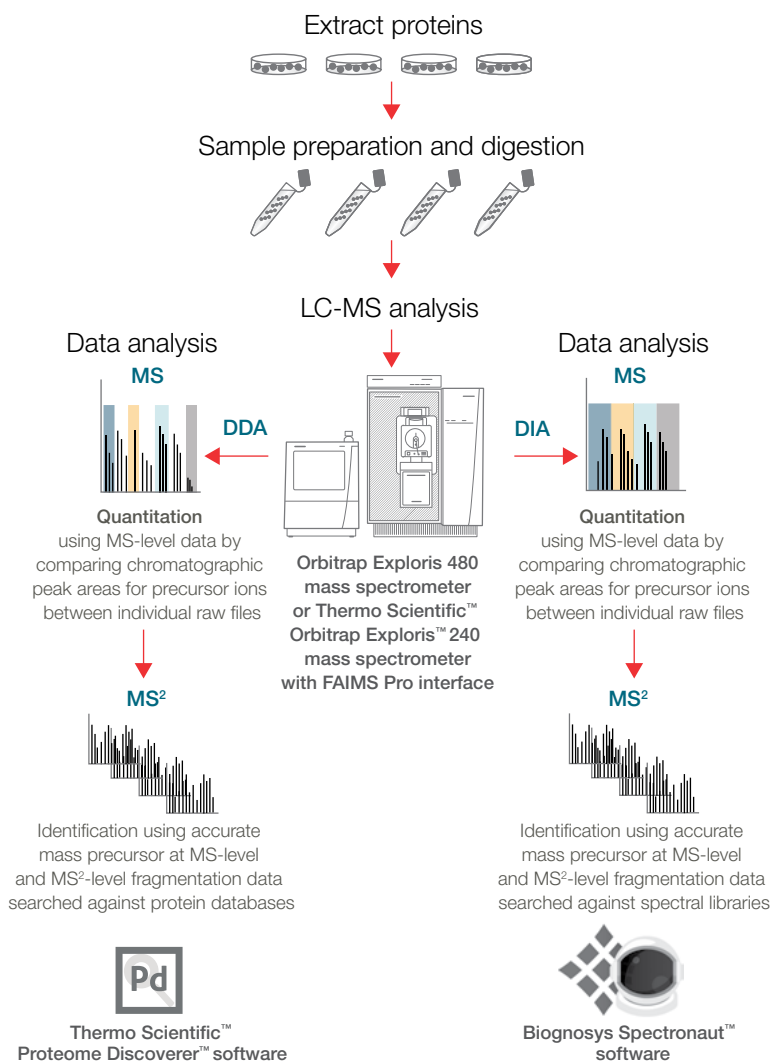 Extract proteins
Sample preparation and digestion
LC-MS analysis
Data analysis
MS
DDA
Quantitation
using MS-level data by
comparing chromatographic
peak areas for precursor ions
between individual raw files
MS²
Identification using accurate
mass precursor at MS-level
and MS²-level fragmentation data
searched against protein databases
Pd
Thermo Scientific™
Proteome Discoverer™ software
Orbitrap Exploris 480
mass spectrometer
or Thermo Scientific™
Orbitrap Exploris™ 240
mass spectrometer
with FAIMS Pro interface
Data analysis
MS
DIA
Quantitation
using MS-level data by
comparing chromatographic
peak areas for precursor ions
between individual raw files
MS²
Identification using accurate
mass precursor at MS-level
and MS²-level fragmentation data
searched against spectral libraries
Biognosys Spectronaut™
software